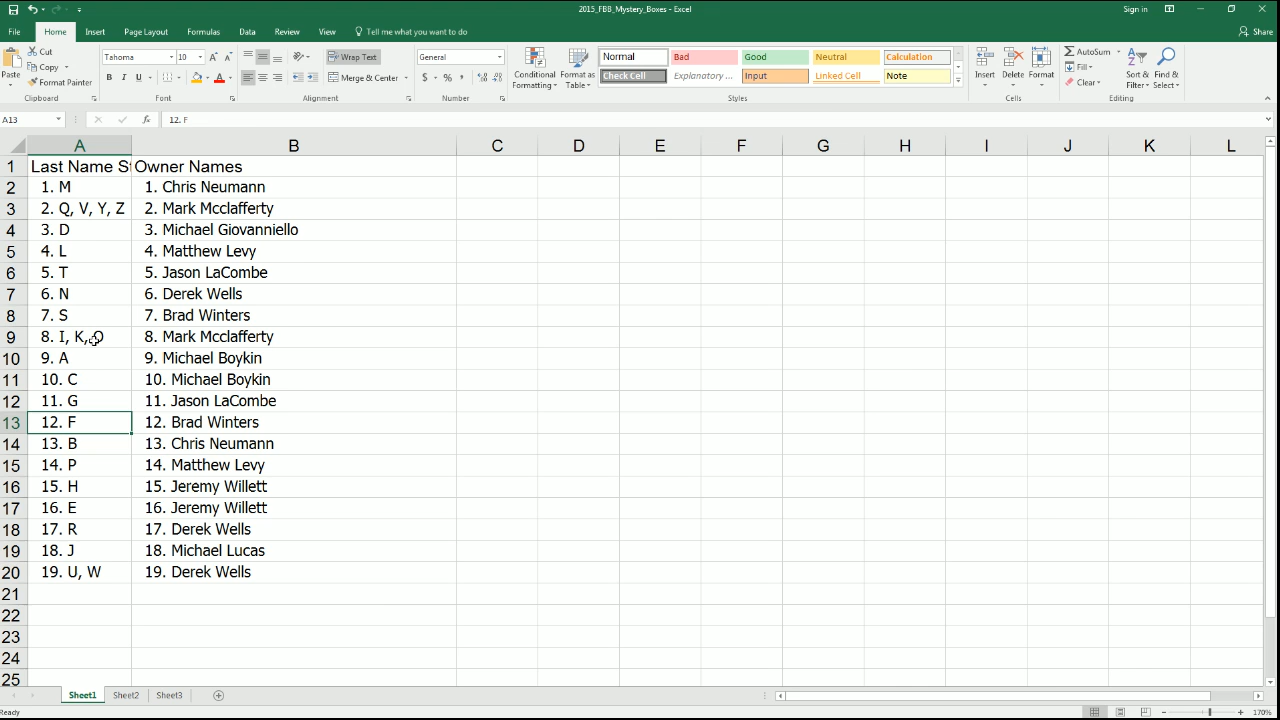 2015_FBB_Mystery_Boxes - Excel
Sign in
File Home Insert Page Layout Formulas Data Review View Tell me what you want to do
Share
Paste
Cut
Copy
Format Painter
Clipboard
Tahoma 10
B I U
Font
Wrap Text
Merge & Center
Alignment
General
$ % ,
Number
Conditional Formatting
Format as Table
Normal Bad Good Neutral Calculation
Check Cell Explanatory ... Input Linked Cell Note
Styles
Insert Delete Format
Cells
AutoSum
Fill
Clear
Sort & Filter
Find & Select
Editing
A13 fx 12. F
A B C D E F G H I J K L
1 Last Name St Owner Names
2 1. M 1. Chris Neumann
3 2. Q, V, Y, Z 2. Mark Mcclafferty
4 3. D 3. Michael Giovanniello
5 4. L 4. Matthew Levy
6 5. T 5. Jason LaCombe
7 6. N 6. Derek Wells
8 7. S 7. Brad Winters
9 8. I, K, O 8. Mark Mcclafferty
10 9. A 9. Michael Boykin
11 10. C 10. Michael Boykin
12 11. G 11. Jason LaCombe
13 12. F 12. Brad Winters
14 13. B 13. Chris Neumann
15 14. P 14. Matthew Levy
16 15. H 15. Jeremy Willett
17 16. E 16. Jeremy Willett
18 17. R 17. Derek Wells
19 18. J 18. Michael Lucas
20 19. U, W 19. Derek Wells
21
22
23
24
25
Sheet1 Sheet2 Sheet3
Ready
170%